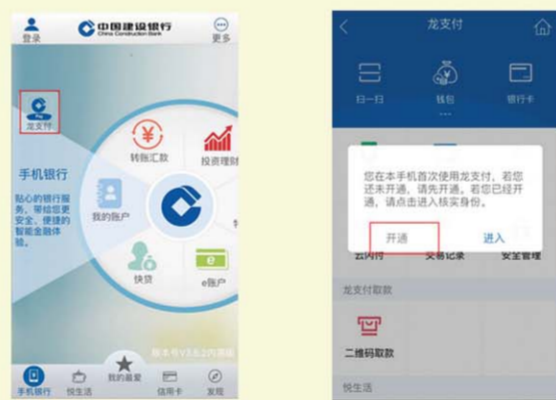 登录
中国建设银行
China Construction Bank
更多
龙支付
手机银行
贴心的银行服
务，带给您更
安全、便捷的
智能金融体
验。
转账汇款
投资理财
我的账户
快贷
e账户
版本号V3.6.2内测版
手机银行
悦生活
我的最爱
信用卡
发现
龙支付
扫一扫
钱包
银行卡
您在本手机首次使用龙支付，若您
还未开通，请先开通。若您已经开
通，请点击进入核实身份。
开通
进入
云闪付
交易记录
安全管理
龙支付取款
二维码取款
悦生活